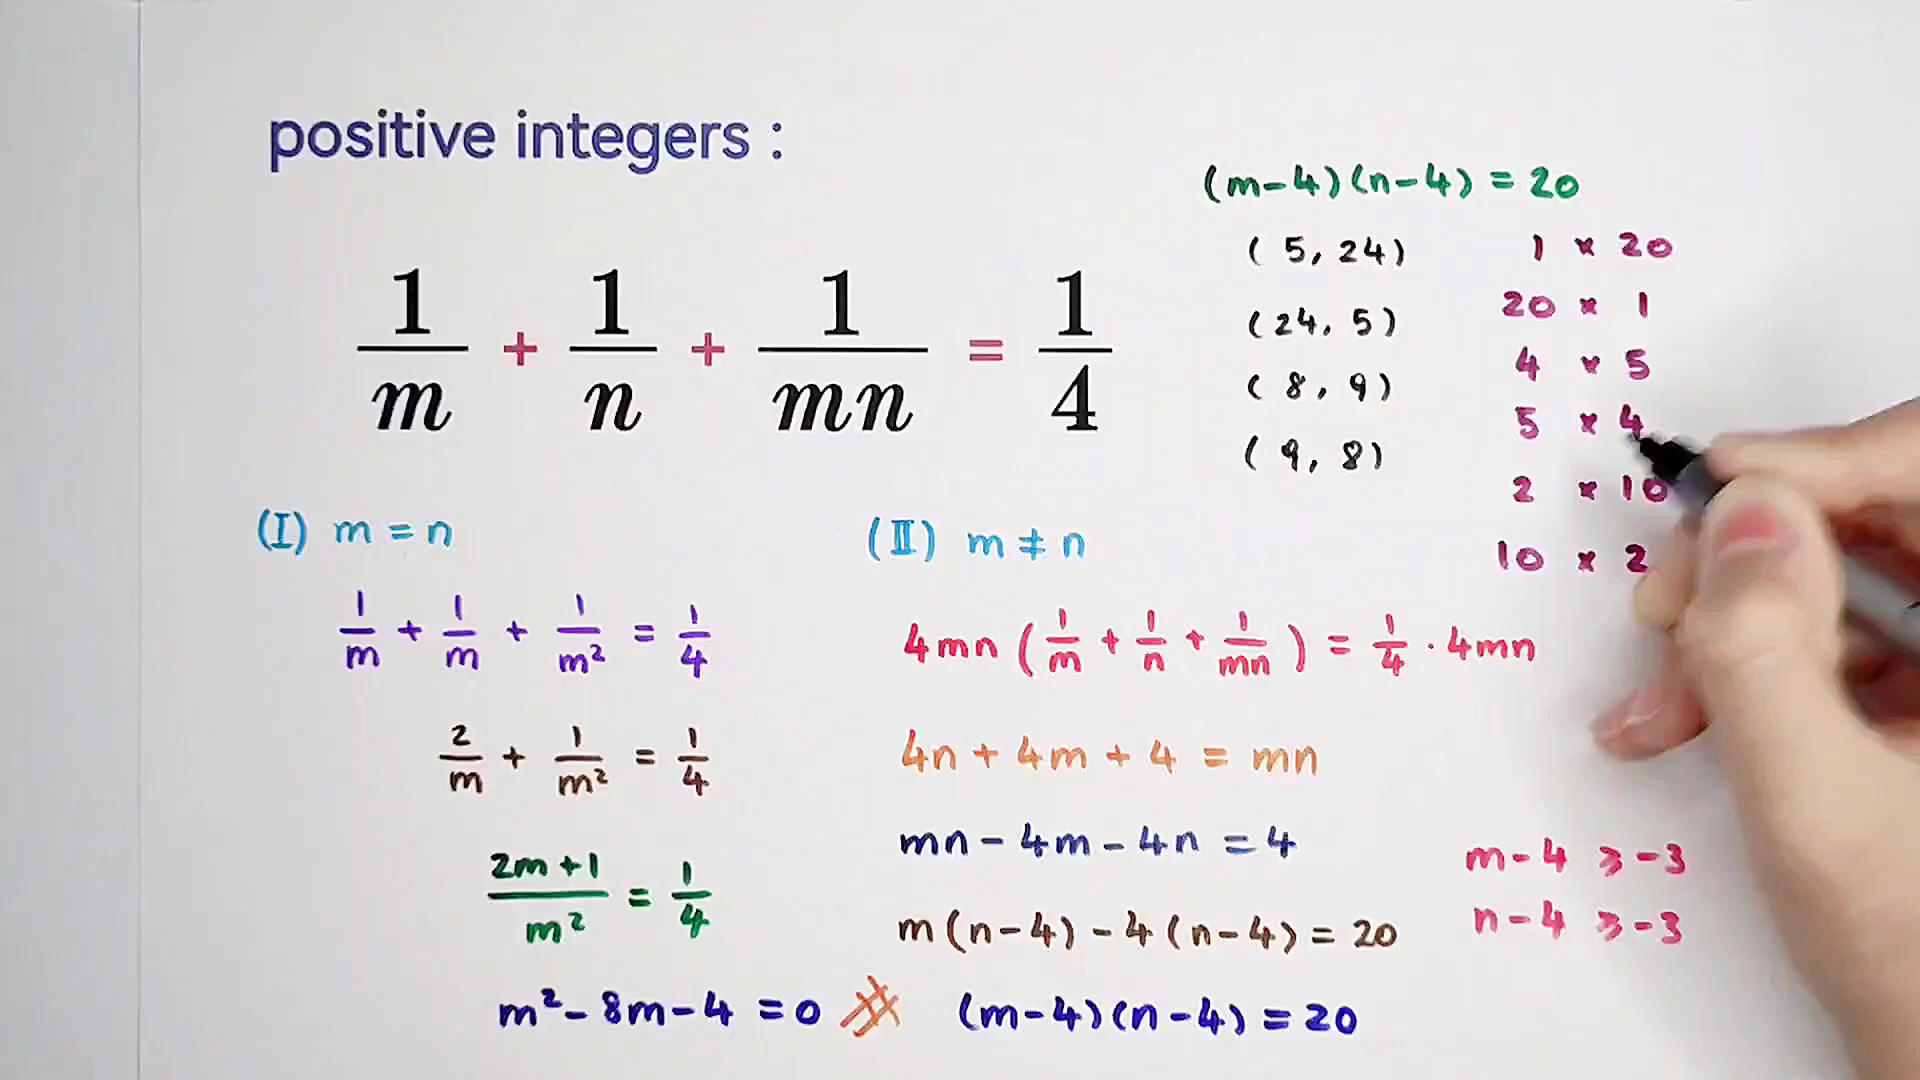 positive integers :
1/m + 1/n + 1/mn = 1/4
(I) m = n
1/m + 1/m + 1/m² = 1/4
2/m + 1/m² = 1/4
2m+1/m² = 1/4
m² - 8m - 4 = 0
(II) m ≠ n
4mn (1/m + 1/n + 1/mn) = 1/4 · 4mn
4n + 4m + 4 = mn
mn - 4m - 4n = 4
m(n-4) - 4(n-4) = 20
(m-4)(n-4) = 20
(m-4)(n-4) = 20
(5, 24) 1 × 20
(24, 5) 20 × 1
(8, 9) 4 × 5
(9, 8) 5 × 4
2 × 10
10 × 2
m-4 ≥ -3
n-4 ≥ -3